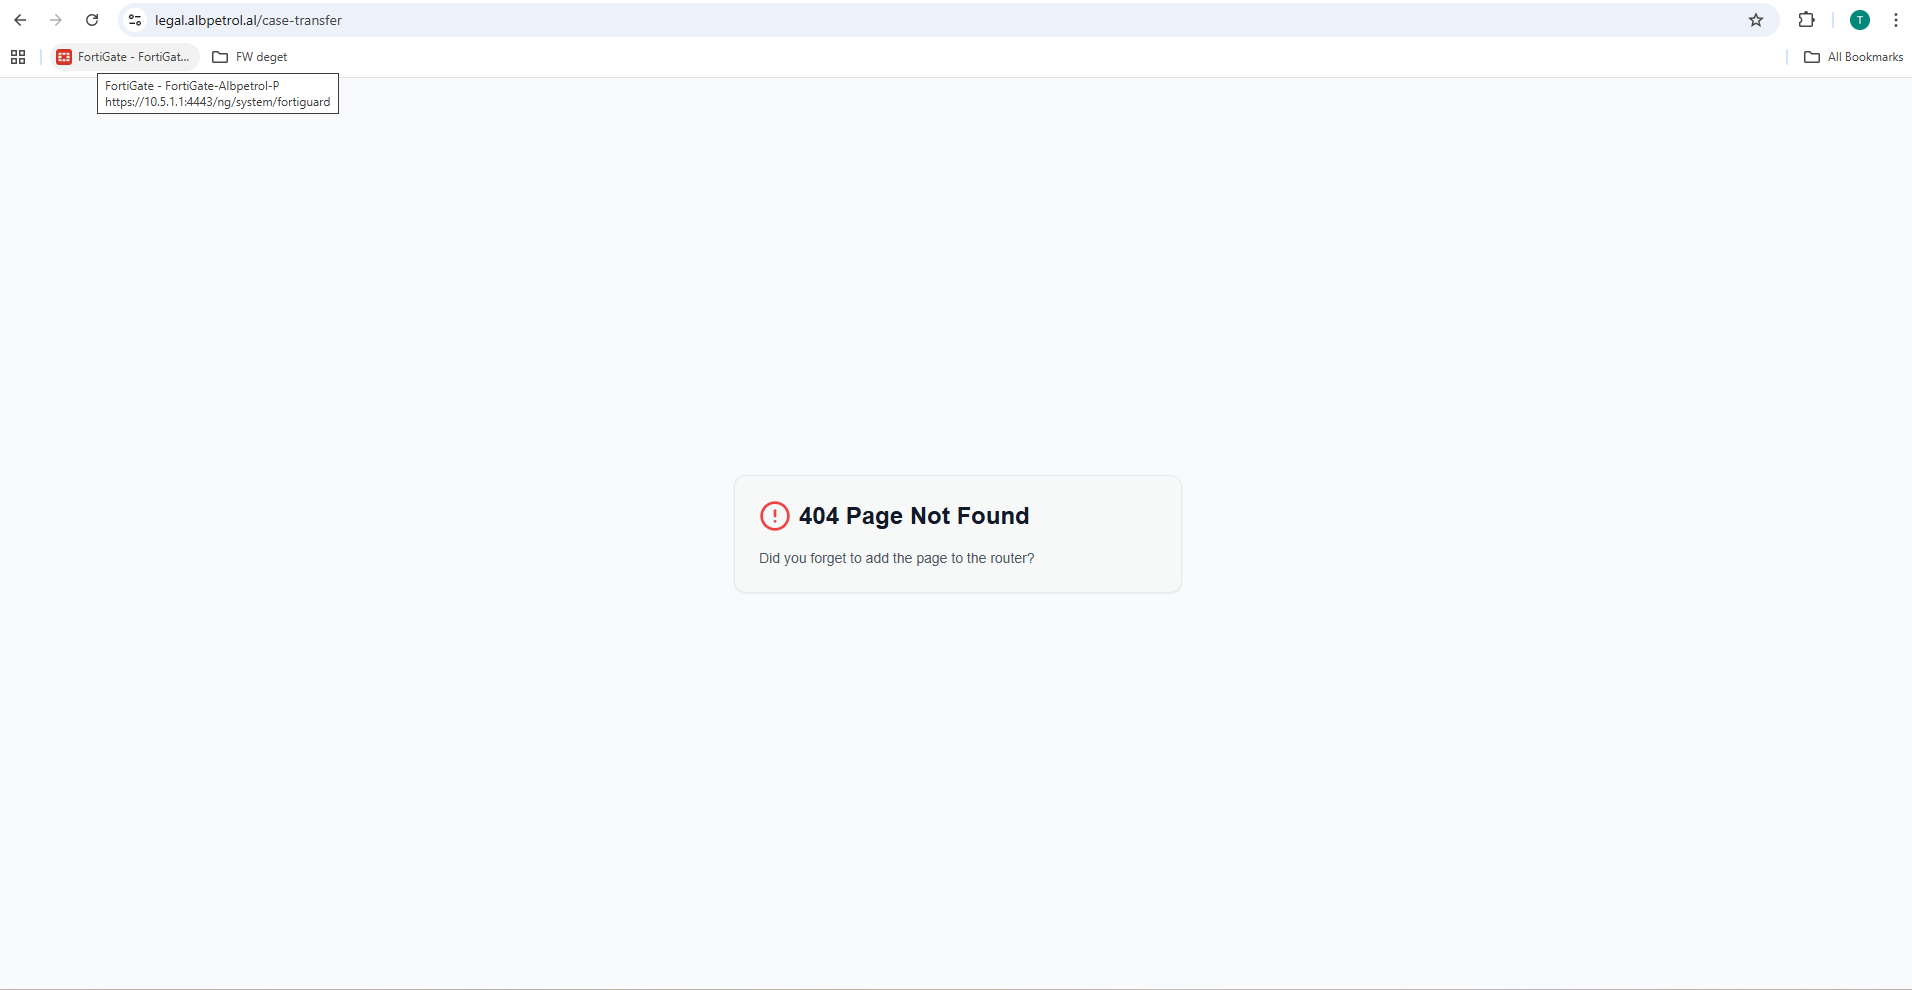 legal.albpetrol.al/case-transfer
T
FortiGate - FortiGat...
FW deget
All Bookmarks
FortiGate - FortiGate-Albpetrol-P
https://10.5.1.1:4443/ng/system/fortiguard
404 Page Not Found
Did you forget to add the page to the router?